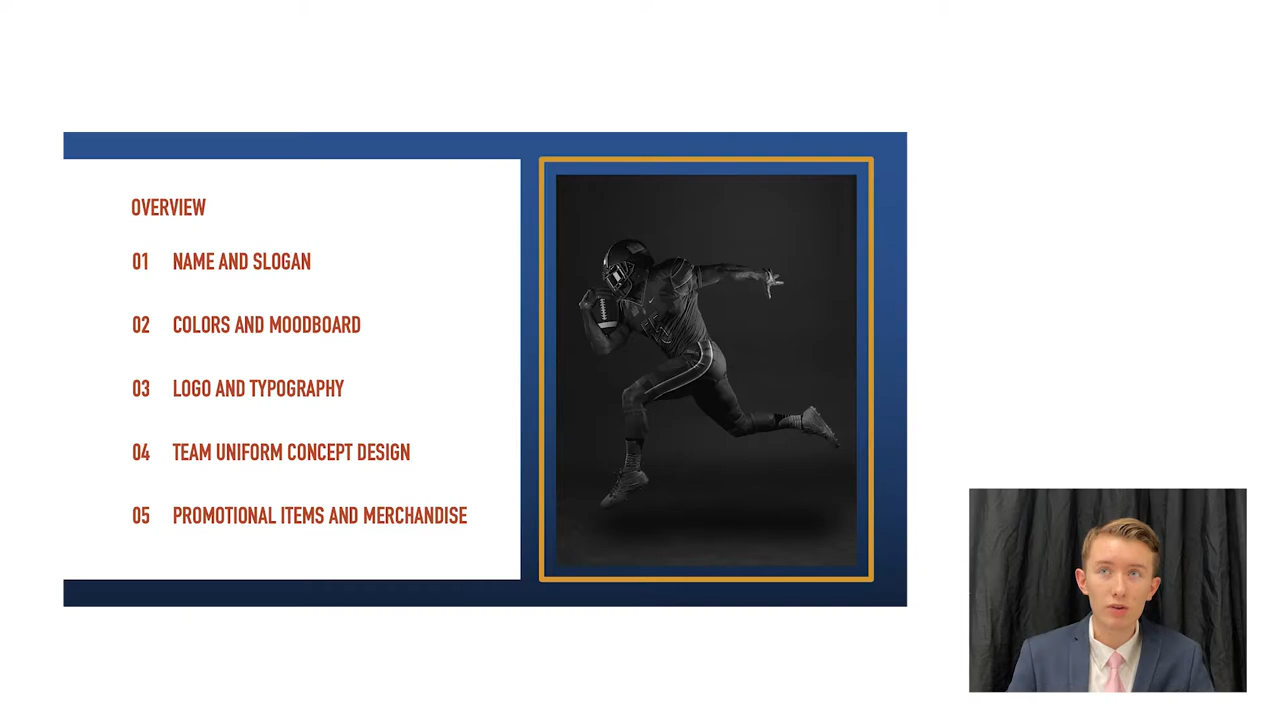 OVERVIEW
01 NAME AND SLOGAN
02 COLORS AND MOODBOARD
03 LOGO AND TYPOGRAPHY
04 TEAM UNIFORM CONCEPT DESIGN
05 PROMOTIONAL ITEMS AND MERCHANDISE